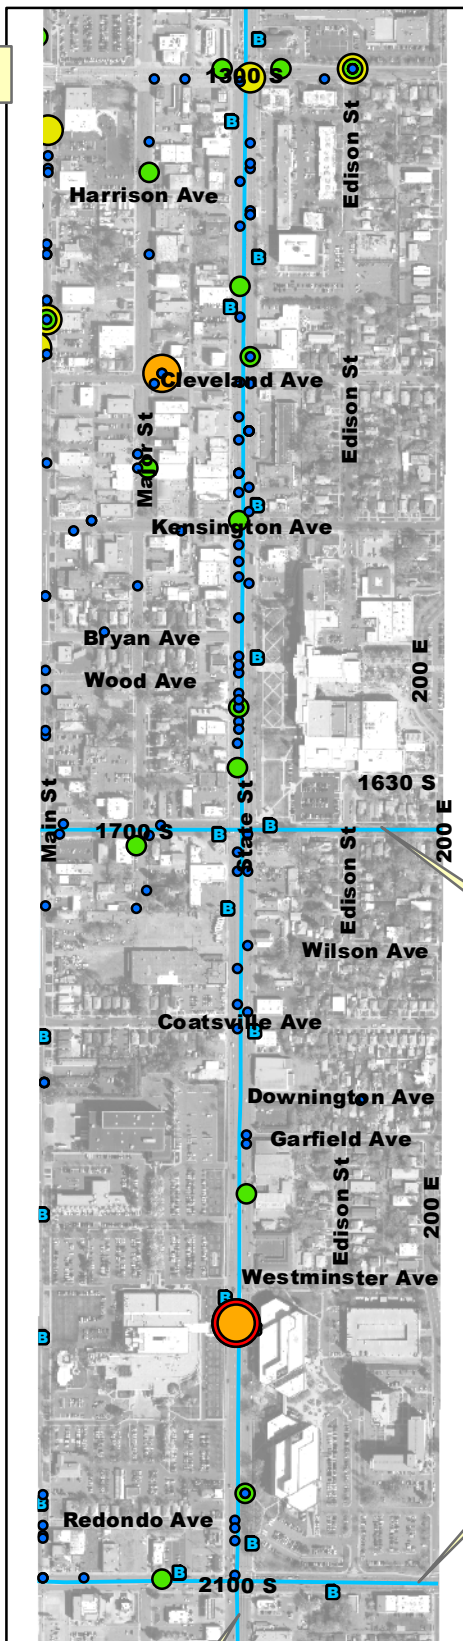 B
1300 S
B
Edison St
Harrison Ave
B
B
Cleveland Ave
Edison St
Major St
B
Kensington Ave
Bryan Ave
B
200 E
Wood Ave
1630 S
Main St
1700 S
B
State St
B
200 E
Edison St
B
Wilson Ave
Coatsville Ave
B
B
Downington Ave
Garfield Ave
Edison St
200 E
B
Westminster Ave
B
B
B
Redondo Ave
B
B
2100 S
B